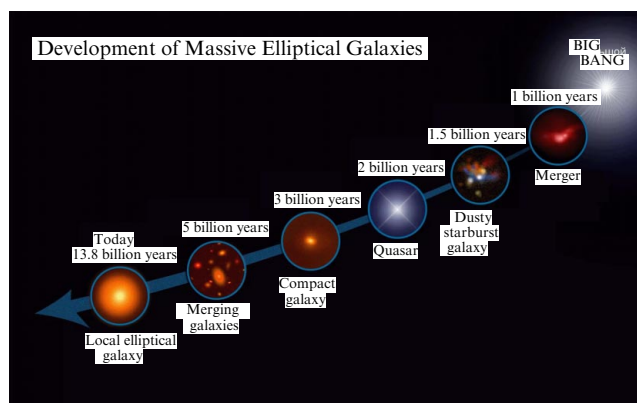 Development of Massive Elliptical Galaxies
BIG
BANG
1 billion years
Merger
1.5 billion years
Dusty
starburst
galaxy
2 billion years
Quasar
3 billion years
Compact
galaxy
5 billion years
Merging
galaxies
Today
13.8 billion years
Local elliptical
galaxy